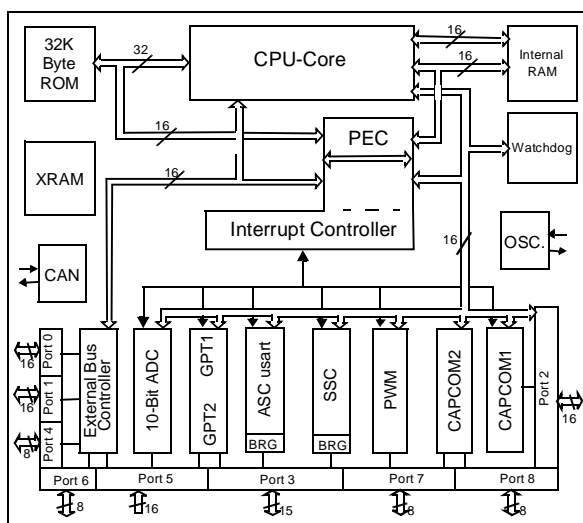 32K
Byte
ROM
32
CPU-Core
16
16
Internal
RAM
16
PEC
Watchdog
XRAM
16
Interrupt Controller
16
OSC.
CAN
Port 0
16
Port 1
16
Port 4
8
External Bus
Controller
10-Bit ADC
GPT1
GPT2
ASC usart
BRG
SSC
BRG
PWM
CAPCOM2
CAPCOM1
Port 2
16
Port 6
Port 5
Port 3
Port 7
Port 8
8
16
15
8
8